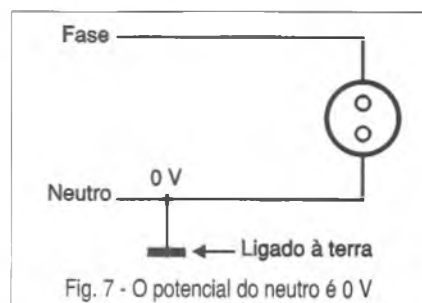 Fase
0 V
Neutro
Ligado à terra
Fig. 7 - O potencial do neutro é 0 V